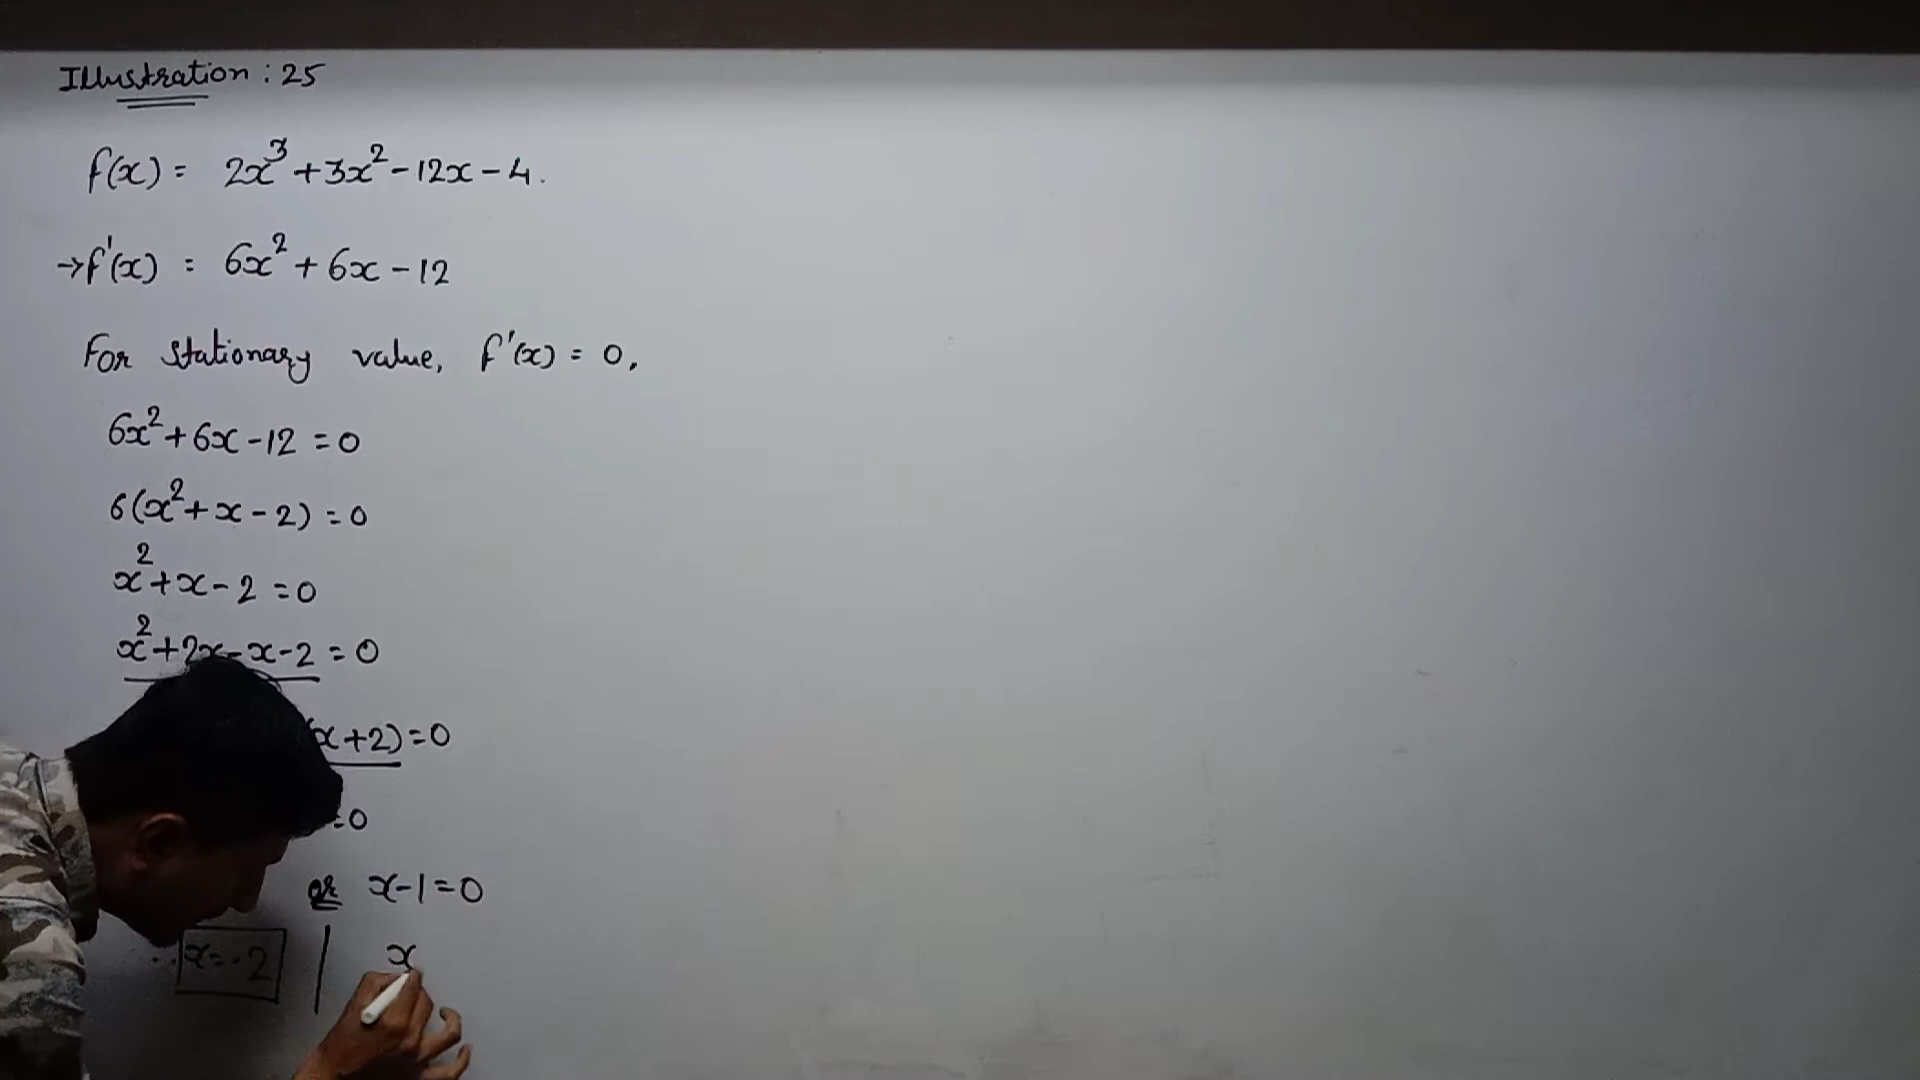 Illustration : 25
f(x) = 2x³ + 3x² - 12x - 4.
→ f'(x) = 6x² + 6x - 12
For stationary value, f'(x) = 0,
6x² + 6x - 12 = 0
6(x² + x - 2) = 0
x² + x - 2 = 0
x² + 2x - x - 2 = 0
(x + 2) = 0
= 0
or x - 1 = 0
x = -2 | x